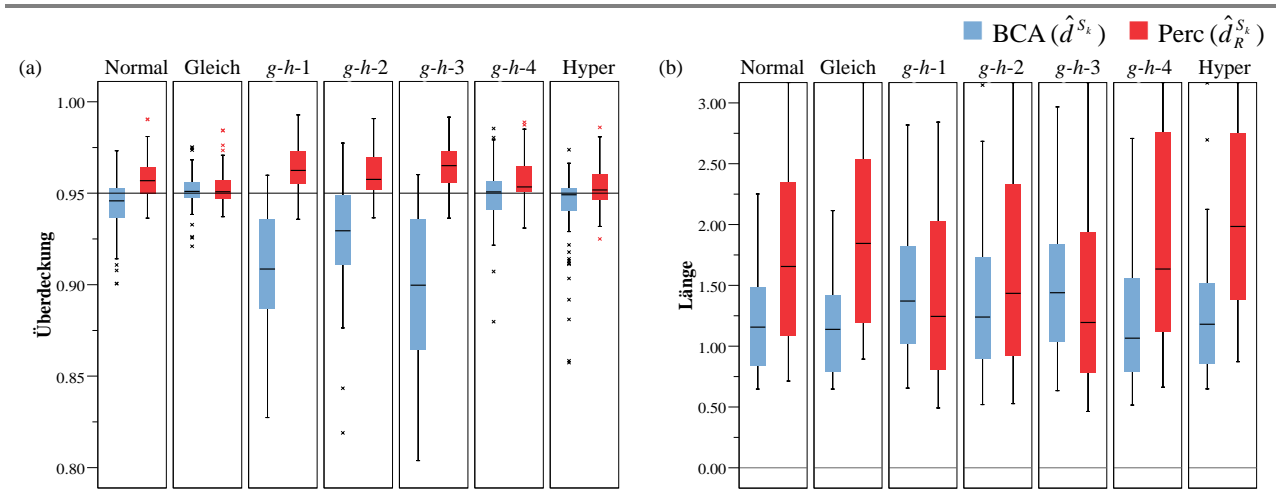 BCA (d̂^{S_k}) Perc (d̂_R^{S_k})
(a) Normal Gleich g-h-1 g-h-2 g-h-3 g-h-4 Hyper
Überdeckung
1.00
0.95
0.90
0.85
0.80
(b) Normal Gleich g-h-1 g-h-2 g-h-3 g-h-4 Hyper
Länge
3.00
2.50
2.00
1.50
1.00
0.50
0.00